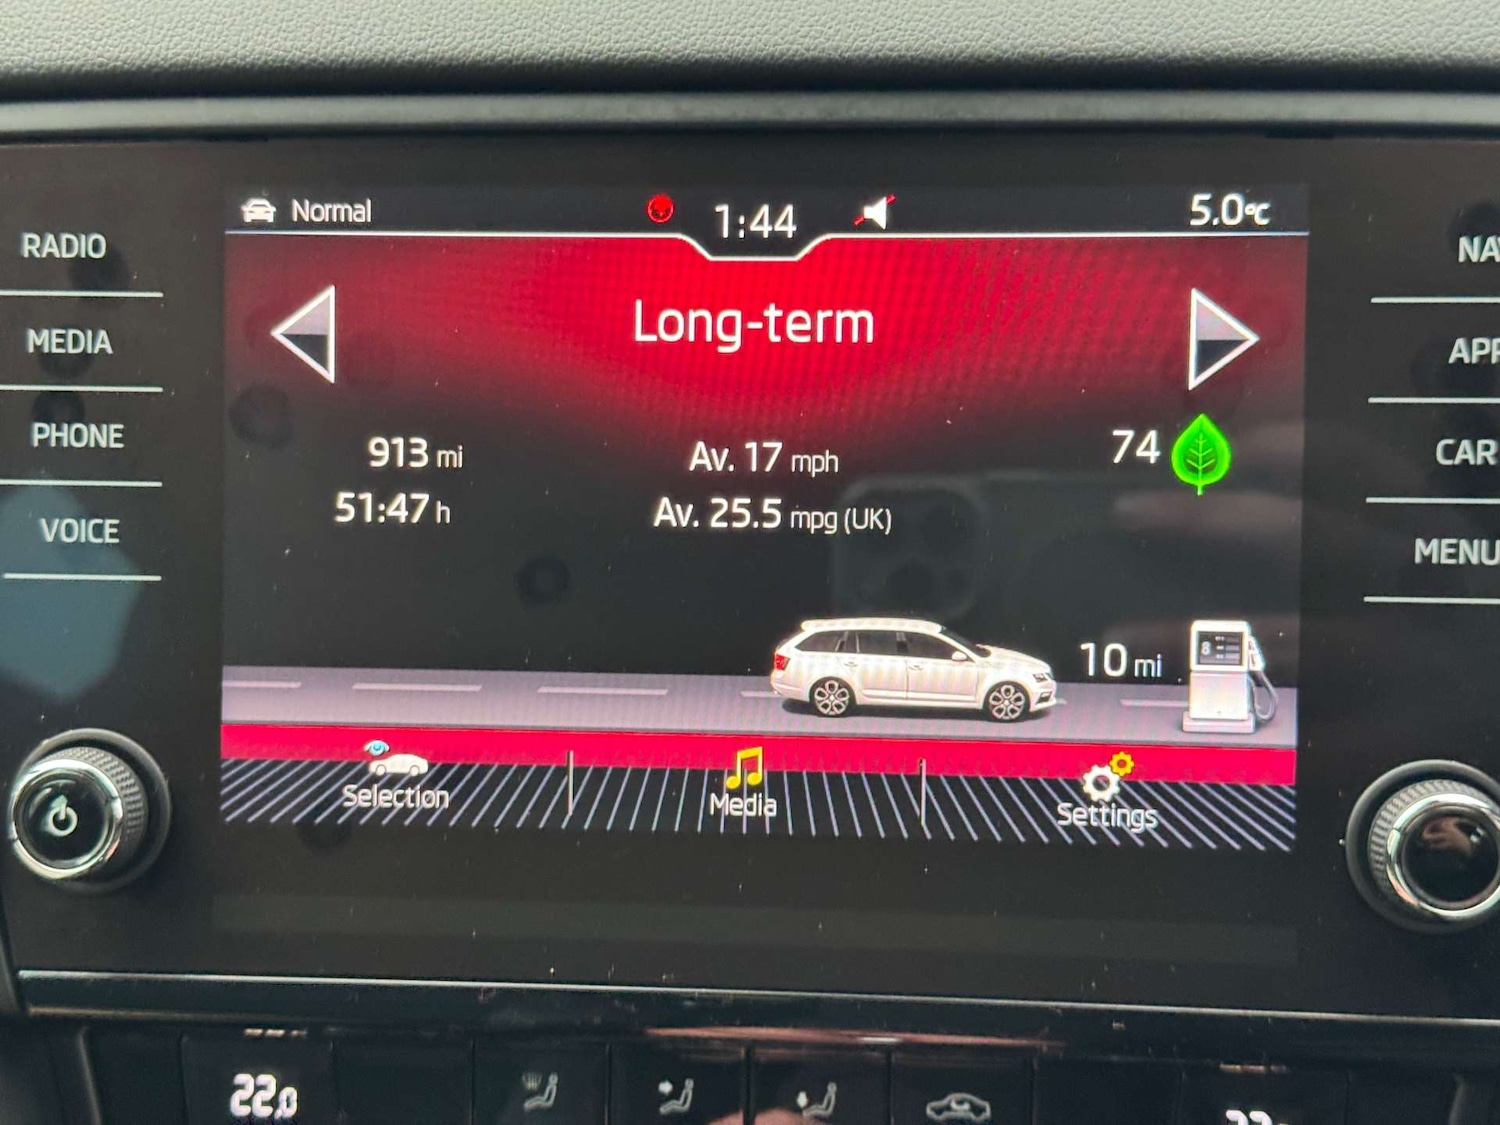 Normal 1:44 5.0°C
RADIO
MEDIA
PHONE
VOICE
Long-term
913 mi
51:47 h
Av. 17 mph
Av. 25.5 mpg (UK)
74
10 mi
8
Selection
Media
Settings
CAR
MENU
22.0